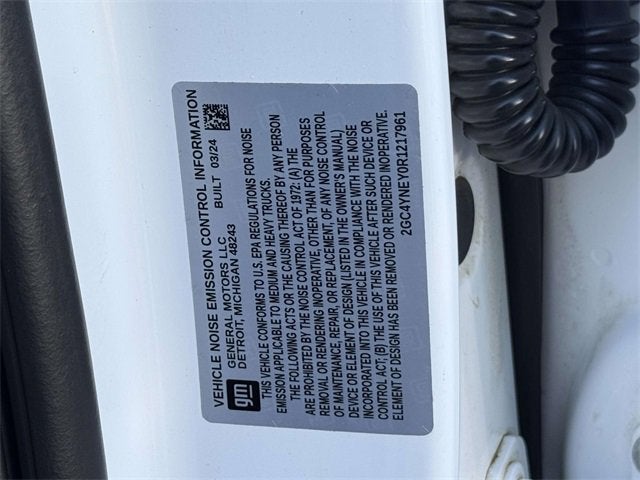 VEHICLE NOISE EMISSION CONTROL INFORMATION
gm
GENERAL MOTORS LLC
DETROIT, MICHIGAN 48243
BUILT 03/24
THIS VEHICLE CONFORMS TO U.S. EPA REGULATIONS FOR NOISE
EMISSION APPLICABLE TO MEDIUM AND HEAVY TRUCKS.
THE FOLLOWING ACTS OR THE CAUSING THEREOF BY ANY PERSON
ARE PROHIBITED BY THE NOISE CONTROL ACT OF 1972: (A) THE
REMOVAL OR RENDERING INOPERATIVE, OTHER THAN FOR PURPOSES
OF MAINTENANCE, REPAIR, OR REPLACEMENT, OF ANY NOISE CONTROL
DEVICE OR ELEMENT OF DESIGN (LISTED IN THE OWNER'S MANUAL)
INCORPORATED INTO THIS VEHICLE IN COMPLIANCE WITH THE NOISE
CONTROL ACT; (B) THE USE OF THIS VEHICLE AFTER SUCH DEVICE OR
ELEMENT OF DESIGN HAS BEEN REMOVED OR RENDERED INOPERATIVE.
2GC4YNEY0R1217961